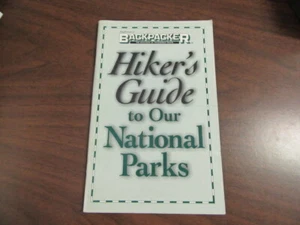 BACKPACKER
Hiker's
Guide
to Our
National
Parks